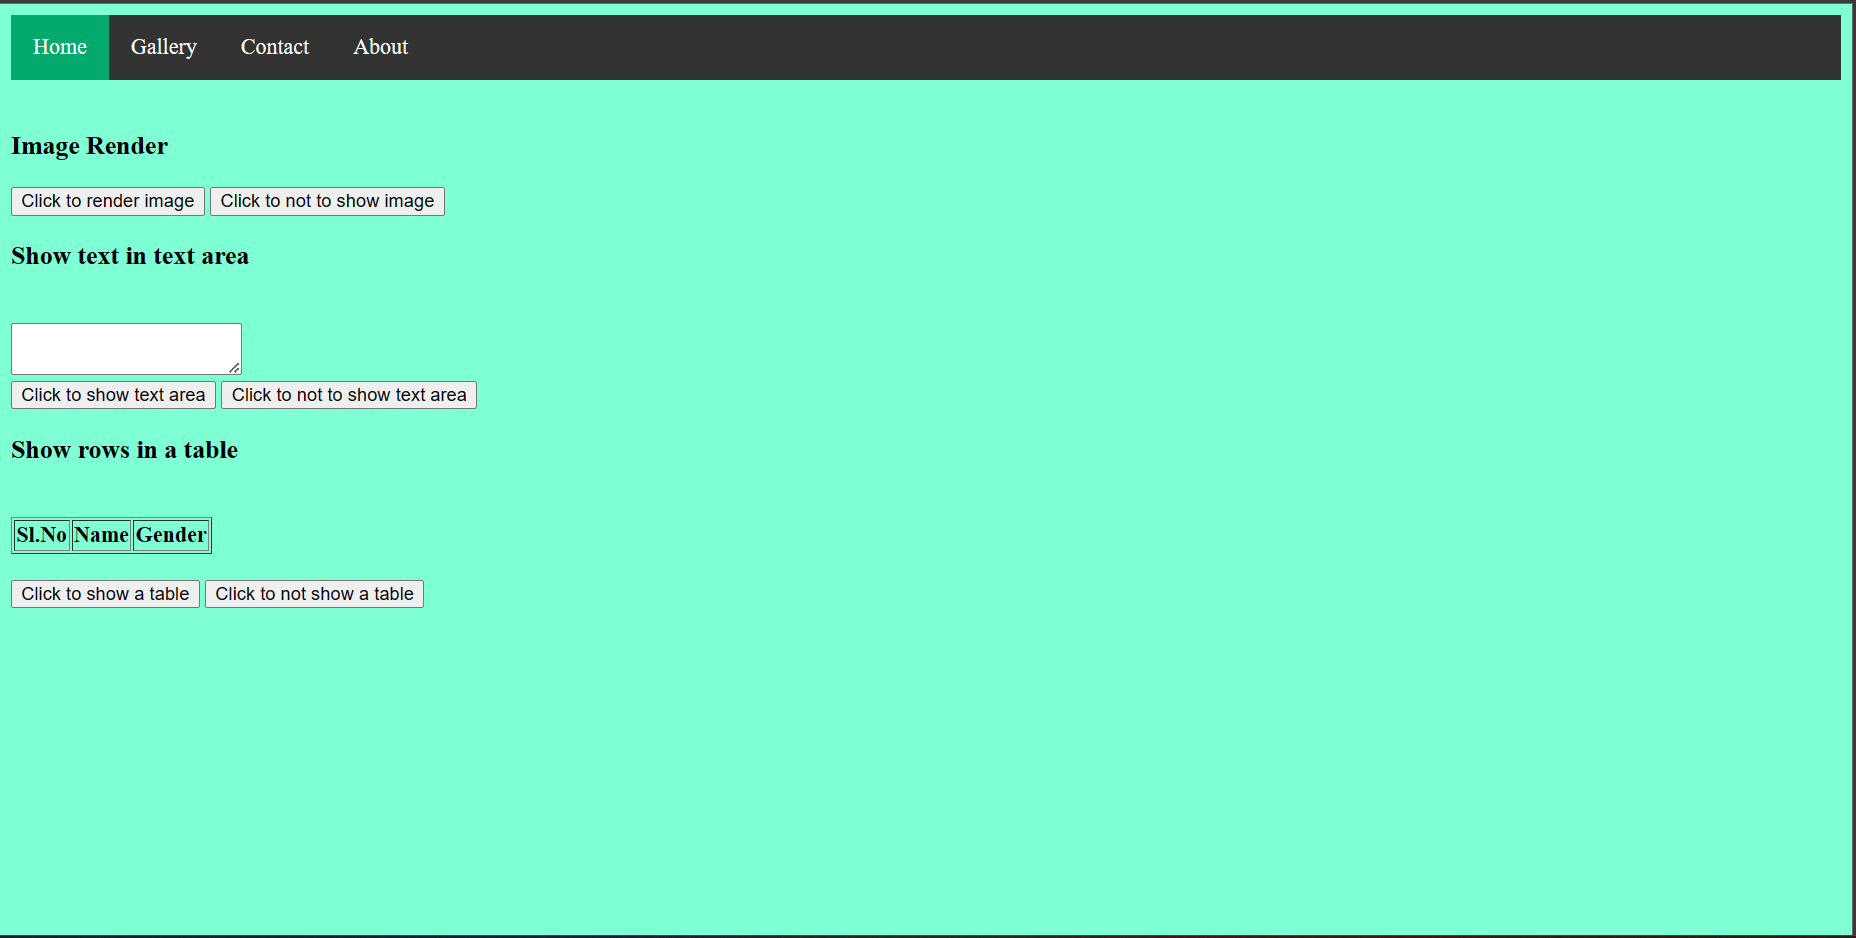 Home Gallery Contact About
Image Render
Click to render image Click to not to show image
Show text in text area
Click to show text area Click to not to show text area
Show rows in a table
Sl.No Name Gender
Click to show a table Click to not show a table